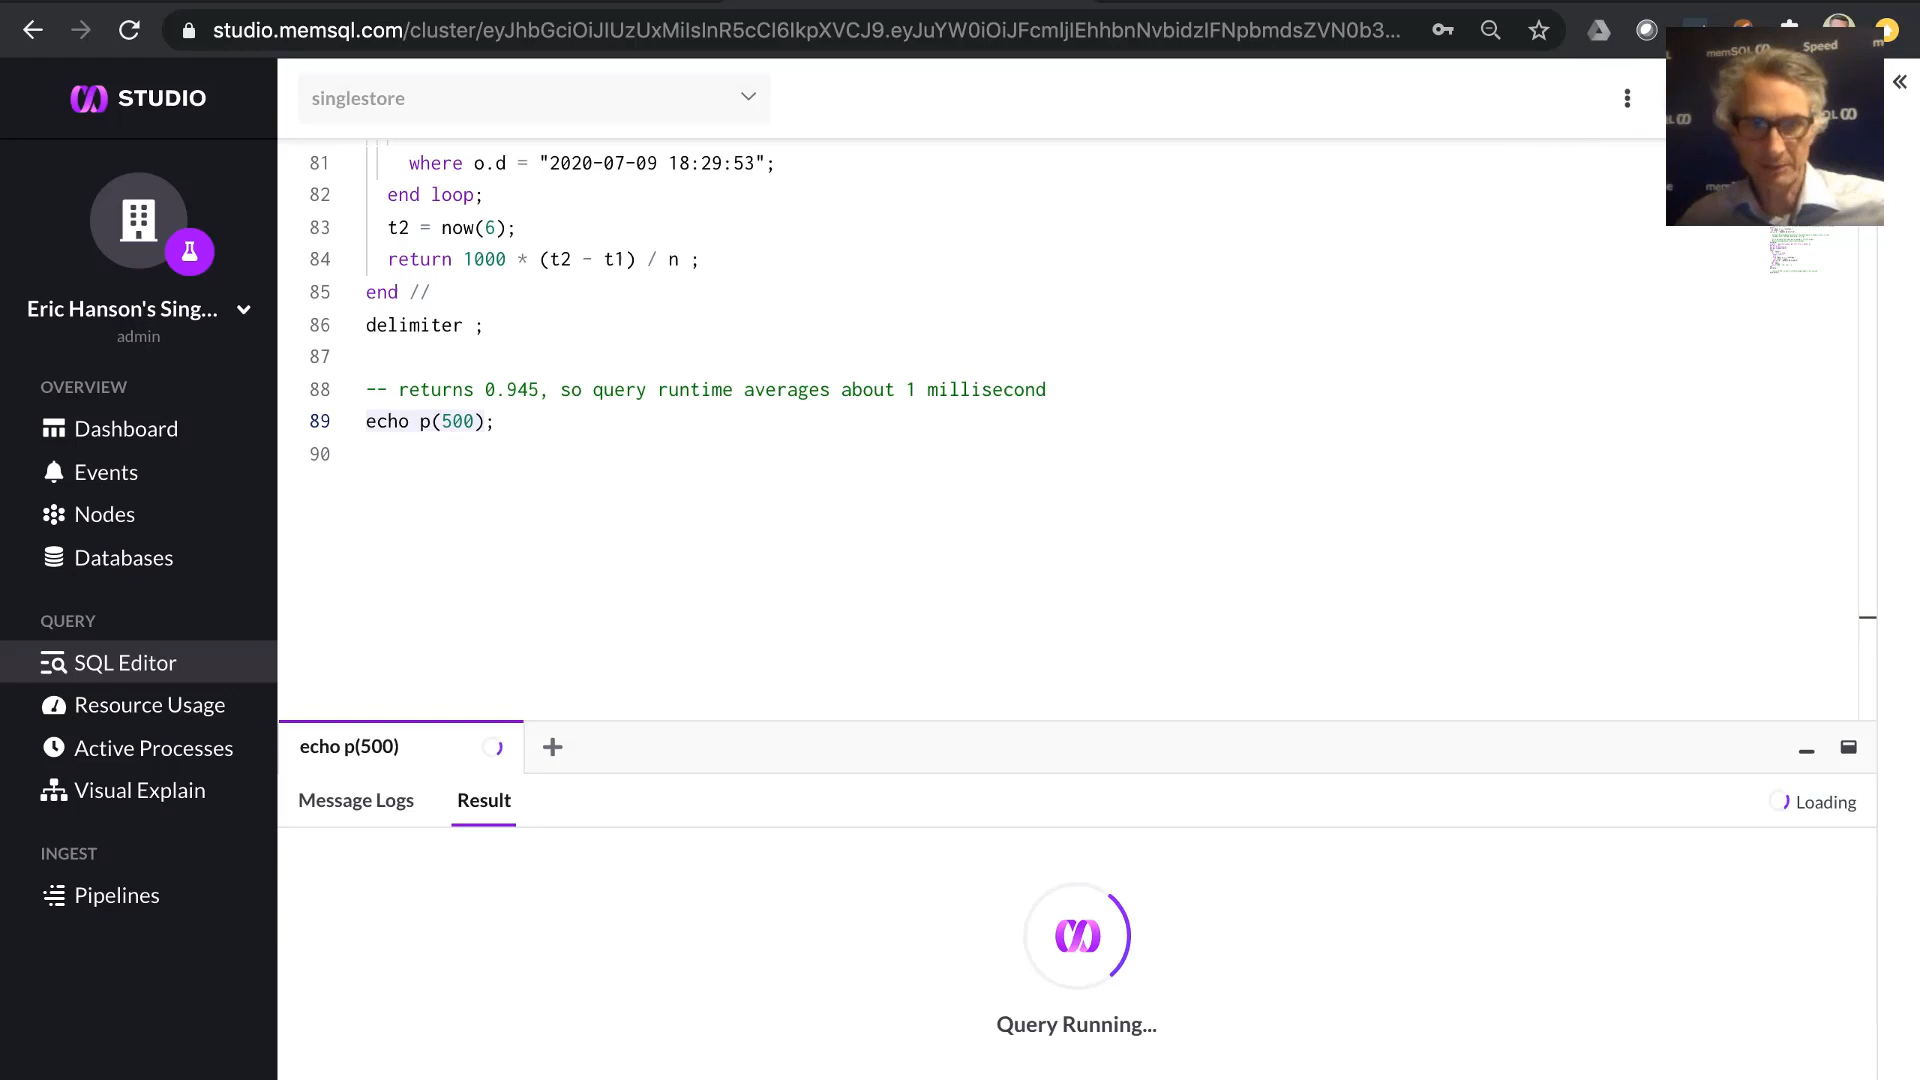 studio.memsql.com/cluster/eyJhbGciOiJIUzUxMiIsInR5cCI6IkpXVCJ9.eyJuYW0iOiJFcmljIEhhbnNvbidzIFNpbmdsZVN0b3...
STUDIO
singlestore
memSQL
Speed
81 where o.d = "2020-07-09 18:29:53";
82 end loop;
83 t2 = now(6);
84 return 1000 * (t2 - t1) / n ;
85 end //
86 delimiter ;
87
88 -- returns 0.945, so query runtime averages about 1 millisecond
89 echo p(500);
90
Eric Hanson's Sing...
admin
OVERVIEW
Dashboard
Events
Nodes
Databases
QUERY
SQL Editor
Resource Usage
Active Processes
Visual Explain
INGEST
Pipelines
echo p(500)
Message Logs
Result
Loading
Query Running...